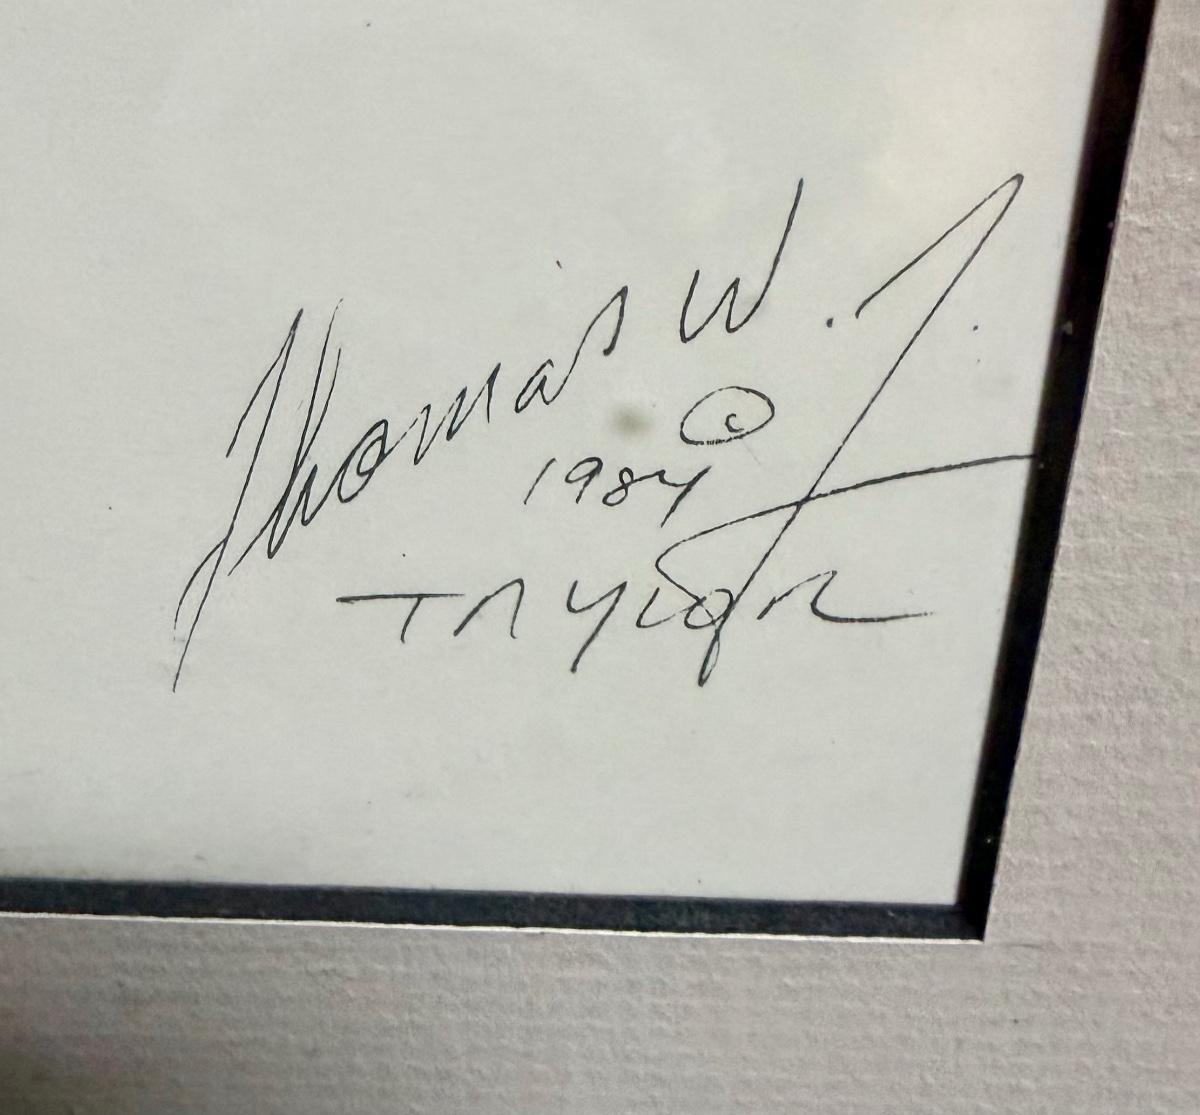 Thomas W. J.
©
1984
TAYLOR